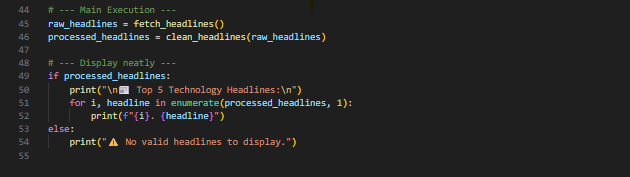 44 # --- Main Execution ---
45 raw_headlines = fetch_headlines()
46 processed_headlines = clean_headlines(raw_headlines)
47
48 # --- Display neatly ---
49 if processed_headlines:
50     print("\n📰 Top 5 Technology Headlines:\n")
51     for i, headline in enumerate(processed_headlines, 1):
52         print(f"{i}. {headline}")
53 else:
54     print("⚠️ No valid headlines to display.")
55